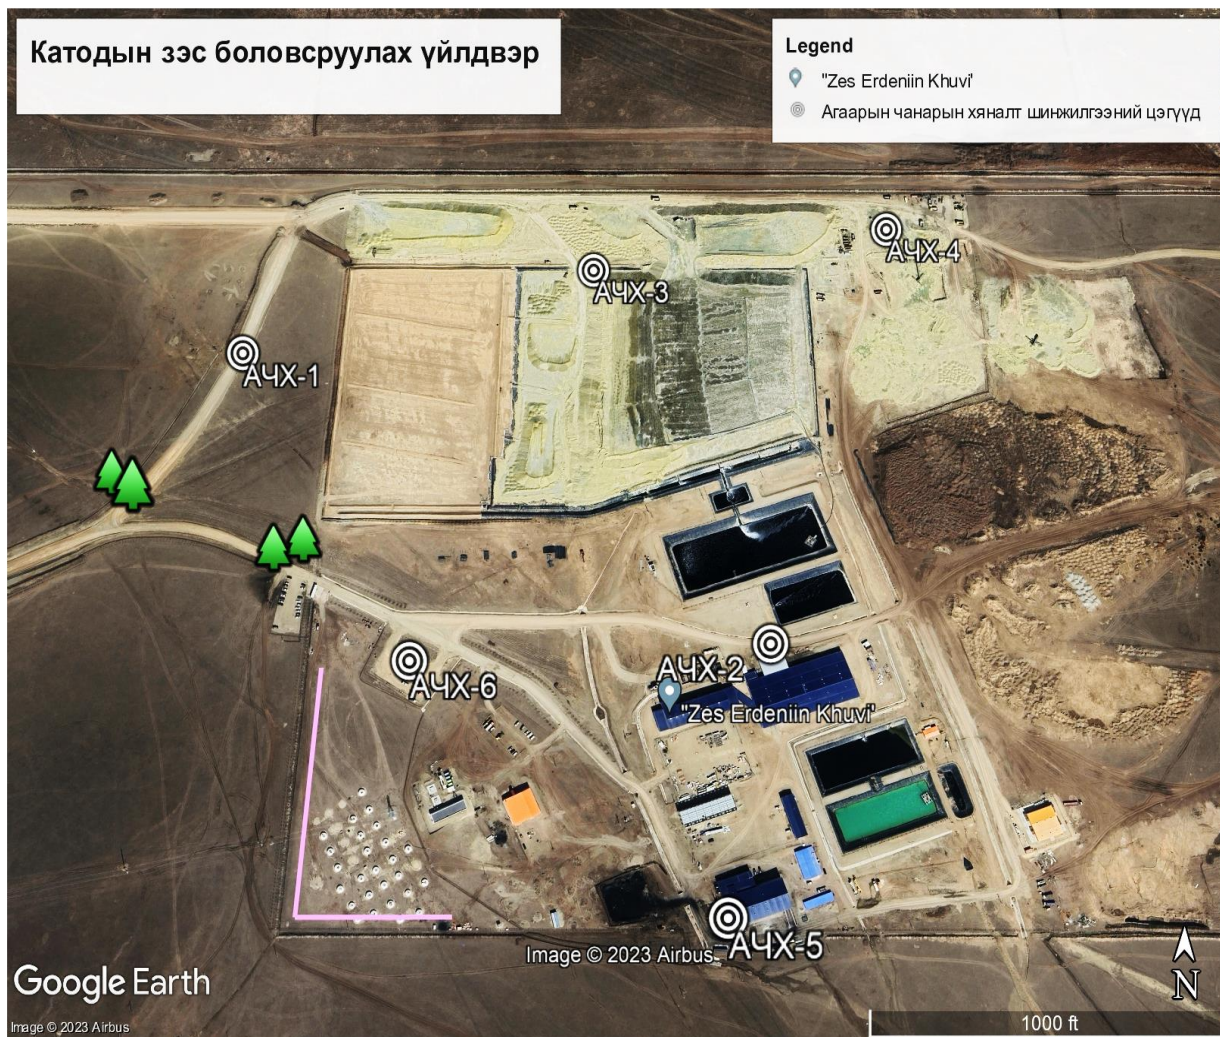 Катодын зэс боловсруулах үйлдвэр
Legend
"Zes Erdeniin Khuvi'
Агаарын чанарын хяналт шинжилгээний цэгүүд
АЧХ-4
АЧХ-3
АЧХ-1
АЧХ-2
АЧХ-6
"Zes Erdeniin Khuvi'
АЧХ-5
Image © 2023 Airbus
Google Earth
N
Image © 2023 Airbus
1000 ft